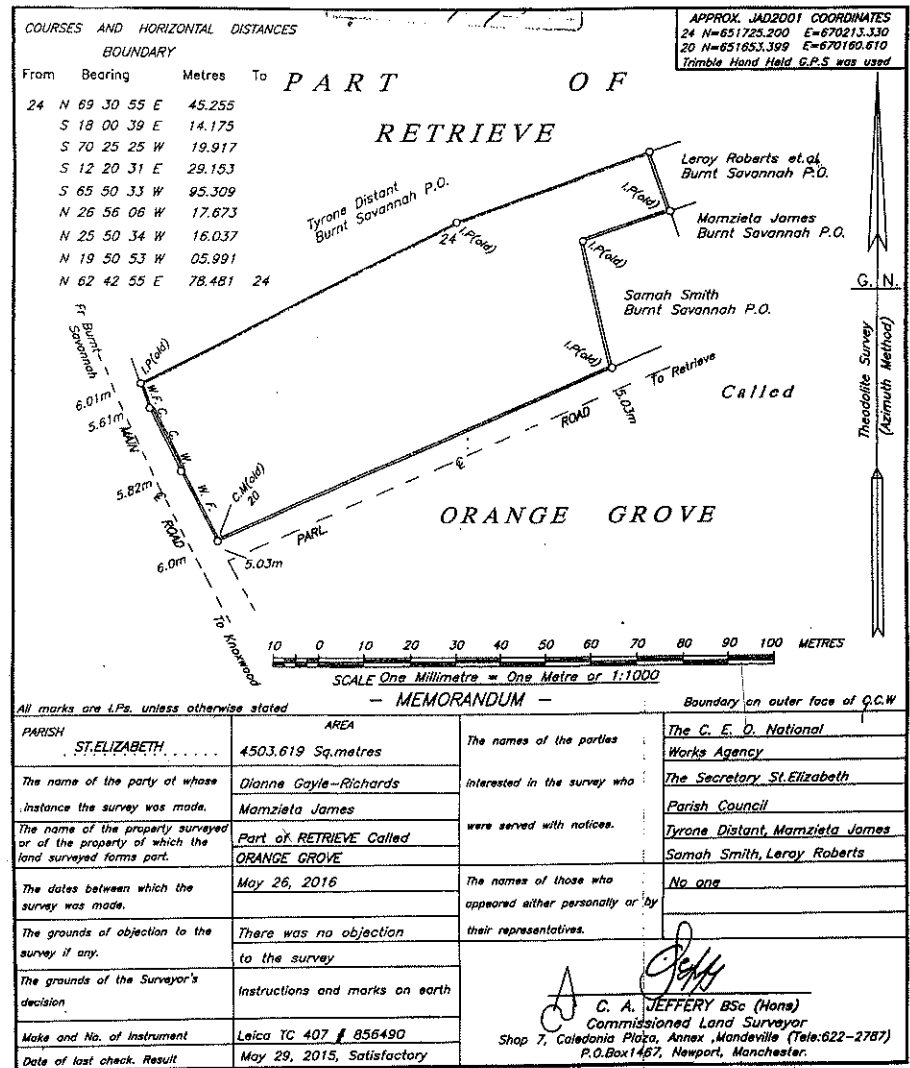 COURSES AND HORIZONTAL DISTANCES
BOUNDARY
From Bearing Metres To
24 N 69 30 55 E 45.255
S 18 00 39 E 14.175
S 70 25 25 W 19.917
S 12 20 31 E 29.153
S 65 50 33 W 95.309
N 26 56 06 W 17.673
N 25 50 34 W 16.037
N 19 50 53 W 05.991
N 62 42 55 E 78.481 24
APPROX. JAD2001 COORDINATES
24 N=651725.200 E=670213.330
20 N=651653.399 E=670160.610
Trimble Hand Held G.P.S was used
PART OF
RETRIEVE
Tyrone Distant
Burnt Savannah P.O.
Leroy Roberts et.al
Burnt Savannah P.O.
I.P(old)
I.P(old)
Mamzieta James
Burnt Savannah P.O.
24
I.P(old)
I.P(old)
Samah Smith
Burnt Savannah P.O.
I.P(old)
G. N.
Theodolite Survey
(Azimuth Method)
Fr Burnt
Savannah
I.P(old)
6.01m
5.61m
W.F.
C.
C.
W.
W.
F.
MAIN
5.82m
ROAD
6.0m
C.M(old)
20
5.03m
PARL.
ROAD
To Retrieve
5.03m
Called
ORANGE GROVE
To Knoxwood
10 0 10 20 30 40 50 60 70 80 90 100 METRES
SCALE One Millimetre = One Metre or 1:1000
All marks are I.Ps. unless otherwise stated
— MEMORANDUM —
Boundary on outer face of C.C.W
PARISH
ST.ELIZABETH
AREA
4503.619 Sq.metres
The name of the party at whose
instance the survey was made.
Dianne Gayle-Richards
Mamzieta James
The name of the property surveyed
or of the property of which the
land surveyed forms part.
Part of RETRIEVE Called
ORANGE GROVE
The dates between which the
survey was made.
May 26, 2016
The grounds of objection to the
survey if any.
There was no objection
to the survey
The grounds of the Surveyor's
decision
Instructions and marks on earth
Make and No. of Instrument
Leica TC 407 # 856490
Date of last check. Result
May 29, 2015, Satisfactory
The names of the parties
interested in the survey who
were served with notices.
The C. E. O. National
Works Agency
The Secretary St.Elizabeth
Parish Council
Tyrone Distant, Mamzieta James
Samah Smith, Leroy Roberts
The names of those who
appeared either personally or by
their representatives.
No one
C. A. JEFFERY BSc (Hons)
Commissioned Land Surveyor
Shop 7, Caledonia Plaza, Annex ,Mandeville (Tele:622-2787)
P.O.Box1467, Newport, Manchester.